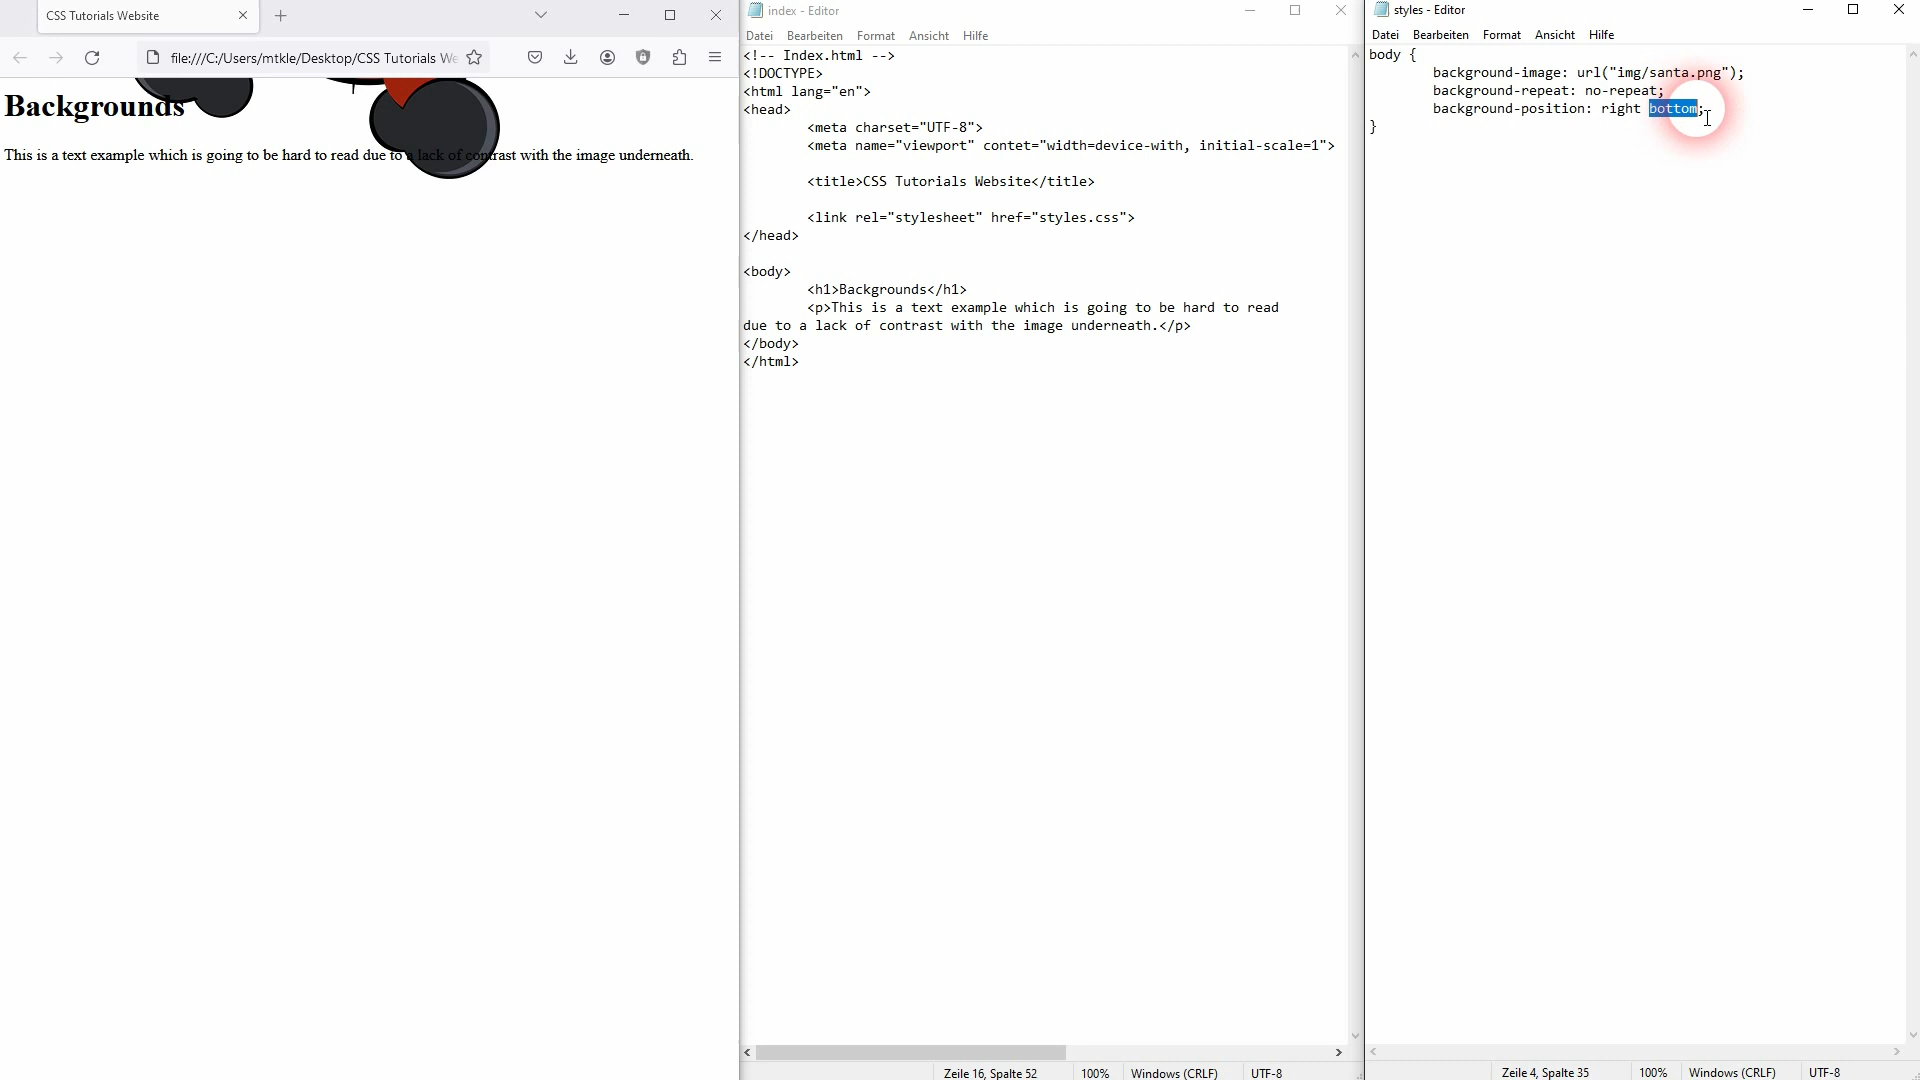 CSS Tutorials Website
file:///C:/Users/mtkle/Desktop/CSS Tutorials We
Backgrounds
This is a text example which is going to be hard to read due to a lack of contrast with the image underneath.
index - Editor
Datei Bearbeiten Format Ansicht Hilfe
<!-- Index.html -->
<!DOCTYPE>
<html lang="en">
<head>
<meta charset="UTF-8">
<meta name="viewport" contet="width=device-with, initial-scale=1">
<title>CSS Tutorials Website</title>
<link rel="stylesheet" href="styles.css">
</head>
<body>
<h1>Backgrounds</h1>
<p>This is a text example which is going to be hard to read
due to a lack of contrast with the image underneath.</p>
</body>
</html>
Zeile 16, Spalte 52 100% Windows (CRLF) UTF-8
styles - Editor
Datei Bearbeiten Format Ansicht Hilfe
body {
background-image: url("img/santa.png");
background-repeat: no-repeat;
background-position: right bottom;
}
Zeile 4, Spalte 35 100% Windows (CRLF) UTF-8